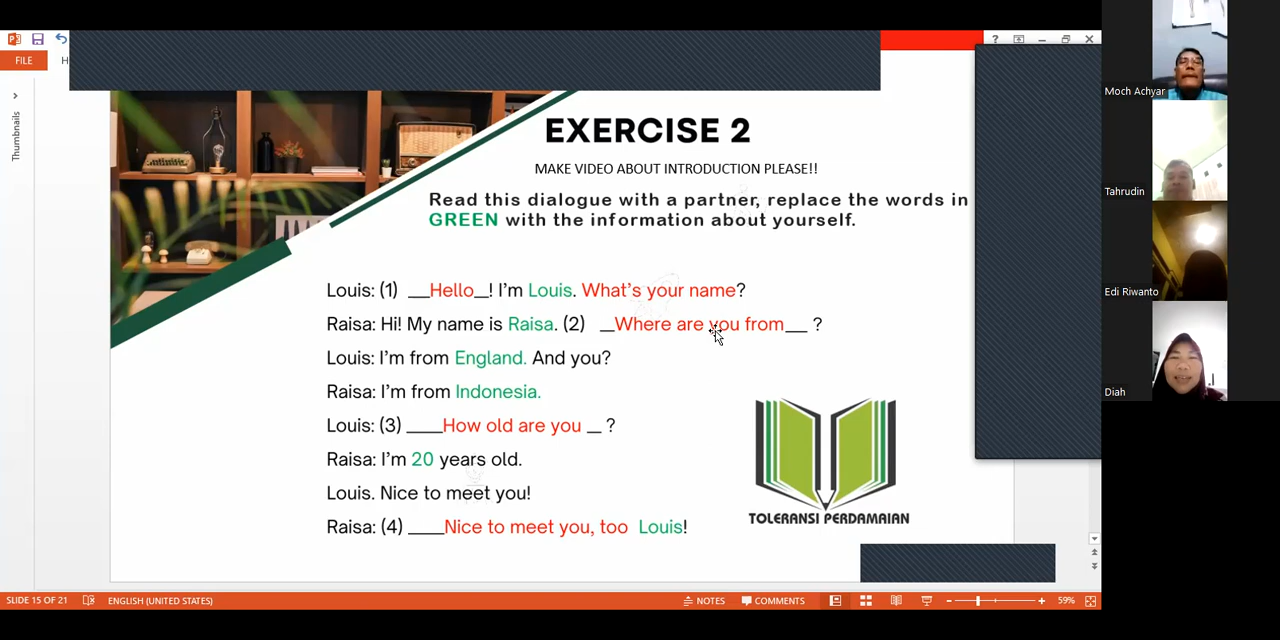 ?
FILE
H
Thumbnails
EXERCISE 2
MAKE VIDEO ABOUT INTRODUCTION PLEASE!!
Read this dialogue with a partner, replace the words in
GREEN with the information about yourself.
Louis: (1) __Hello_! I'm Louis. What's your name?
Raisa: Hi! My name is Raisa. (2) _Where are you from__ ?
Louis: I'm from England. And you?
Raisa: I'm from Indonesia.
Louis: (3) ____How old are you _ ?
Raisa: I'm 20 years old.
Louis. Nice to meet you!
Raisa: (4) ____Nice to meet you, too Louis!
TOLERANSI PERDAMAIAN
SLIDE 15 OF 21 ENGLISH (UNITED STATES) NOTES COMMENTS 59%
Moch Achyar
Tahrudin
Edi Riwanto
Diah